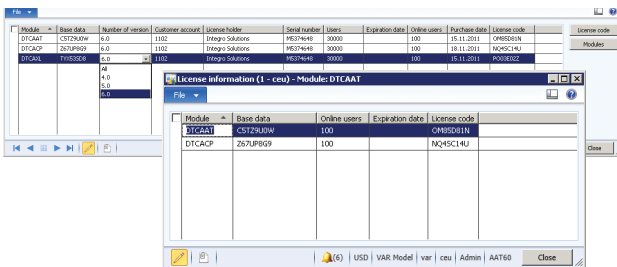 File
Module Base data Number of version Customer account License holder Serial number Users Expiration date Online users Purchase date License code
DTCAAT C5TZ9U0W 6.0 1102 Integro Solutions M5374648 30000 100 15.11.2011 OM85D81N
DTCACP Z67UP8G9 6.0 1102 Integro Solutions M5374648 30000 100 18.11.2011 NQ4SC14U
DTCAXL TYX53SD8 6.0 1102 Integro Solutions M5374648 30000 100 15.11.2011 PO03E02Z
All
4.0
5.0
6.0
License code
Modules
Close
License information (1 - ceu) - Module: DTCAAT
File
Module Base data Online users Expiration date License code
DTCAAT C5TZ9U0W 100 OM85D81N
DTCACP Z67UP8G9 100 NQ4SC14U
(6) USD VAR Model var ceu Admin AAT60 Close